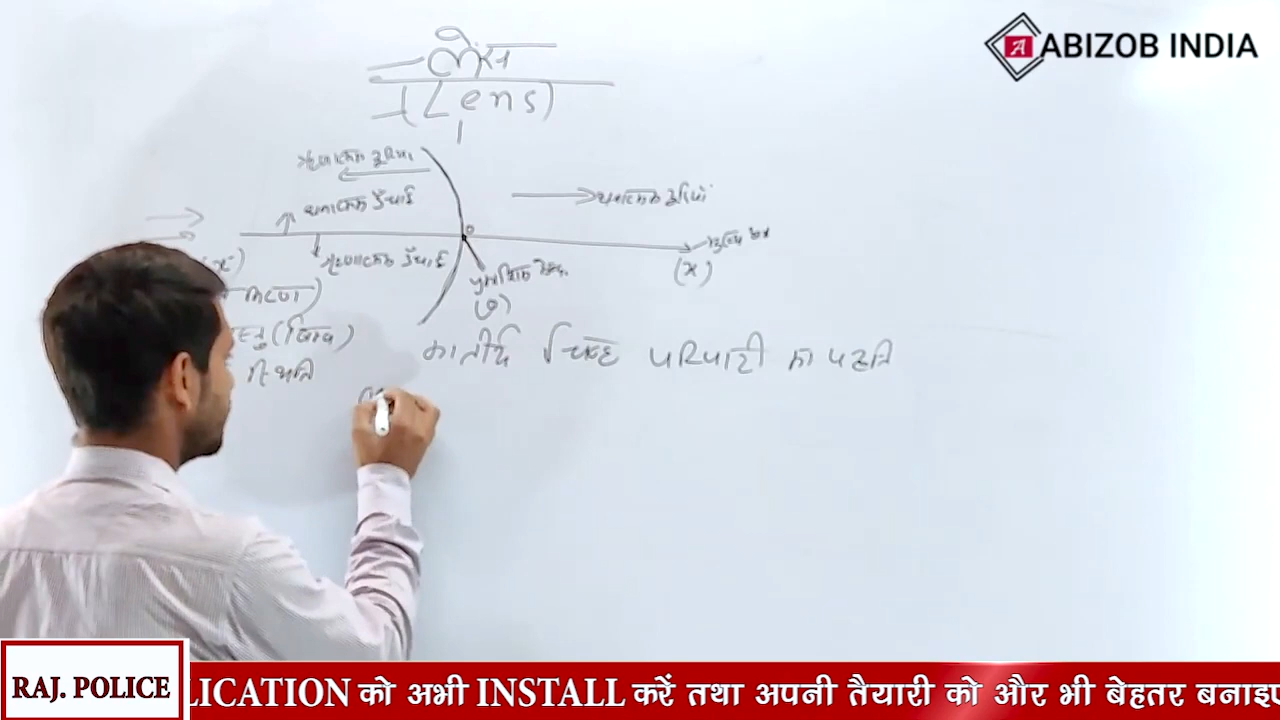 ABIZOB INDIA
लेंस
(Lens)
ऋणात्मक दूरियां
धनात्मक ऊँचाई
धनात्मक दूरियां
ऋणात्मक ऊँचाई
(x)
कार्तीय चिन्ह परिपाटी या पद्धति
स्थिति
RAJ. POLICE
LICATION को अभी INSTALL करें तथा अपनी तैयारी को और भी बेहतर बनाइए